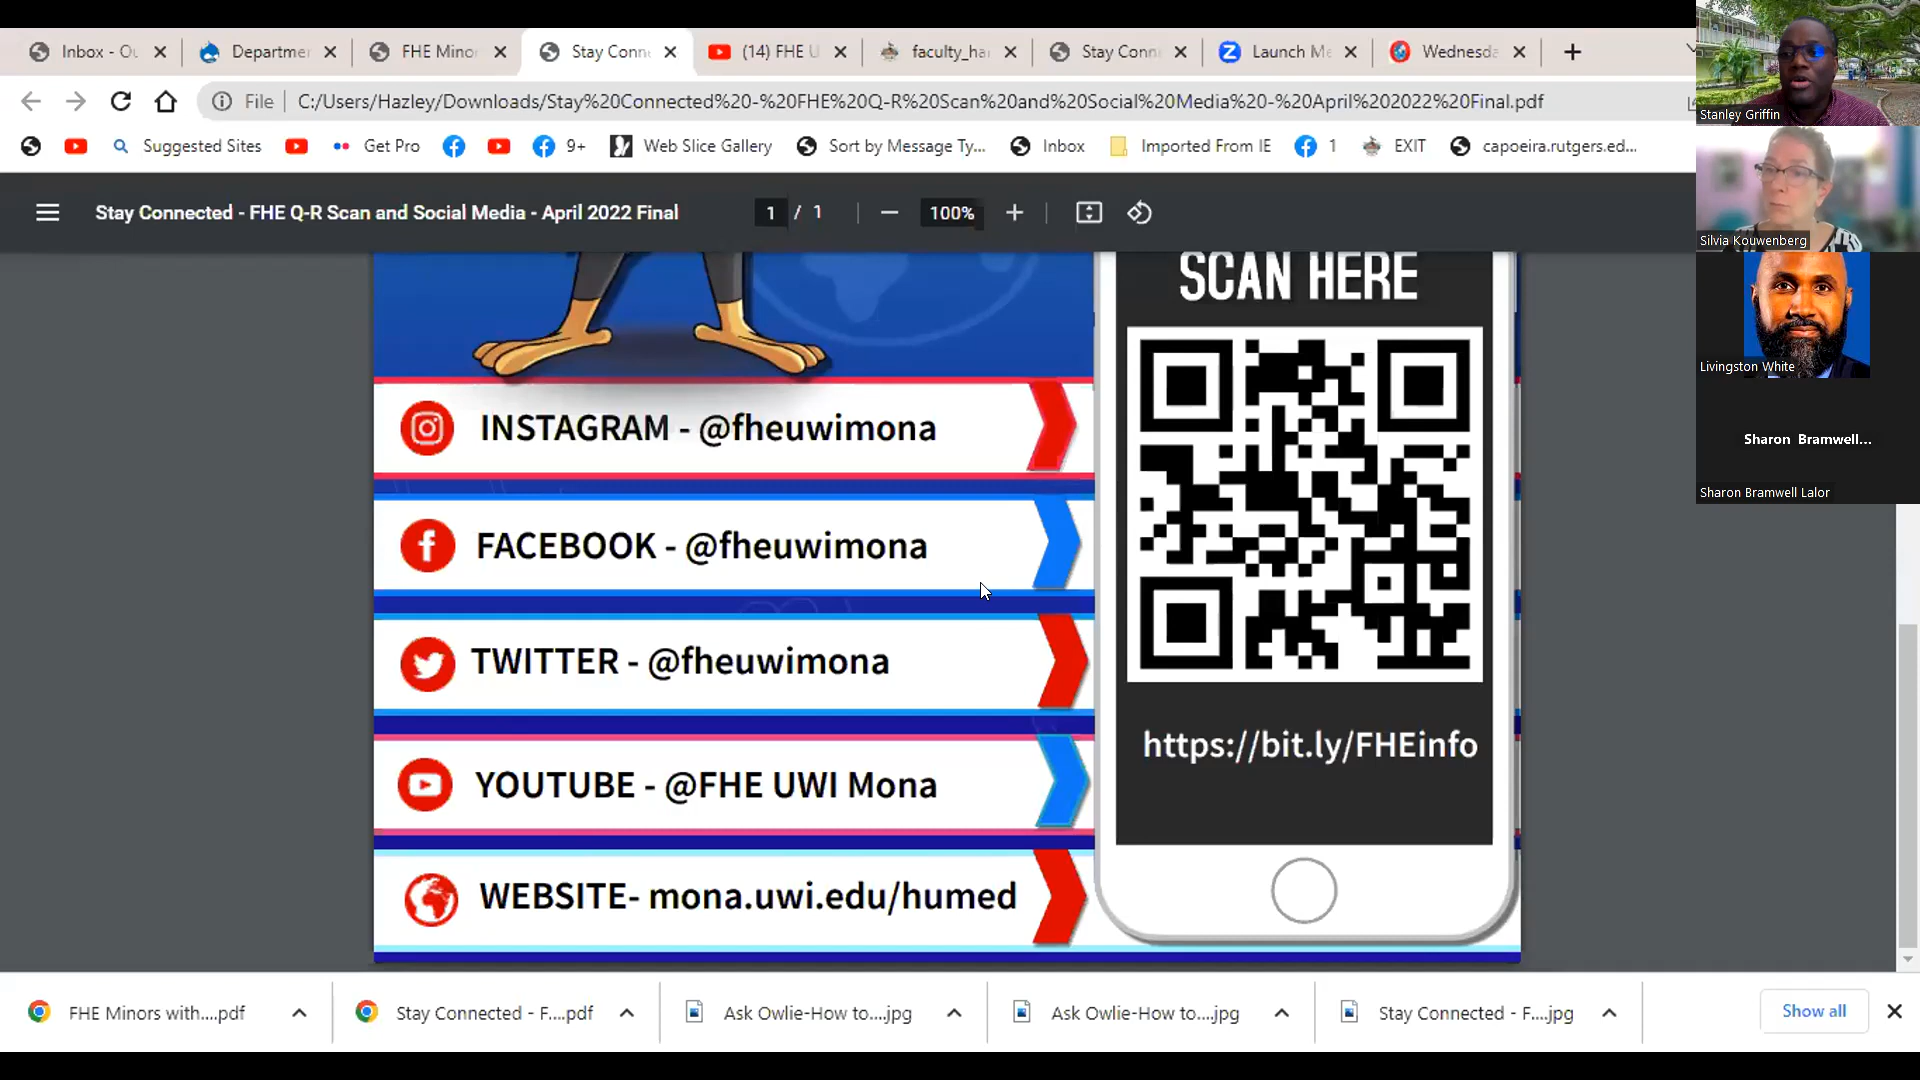 Inbox - Ou
Departme
FHE Minor
Stay Conn
(14) FHE U
faculty_ha
Stay Conn
Launch Me
Wednesda
File
C:/Users/Hazley/Downloads/Stay%20Connected%20-%20FHE%20Q-R%20Scan%20and%20Social%20Media%20-%20April%202022%20Final.pdf
Suggested Sites
Get Pro
9+
Web Slice Gallery
Sort by Message Ty...
Inbox
Imported From IE
1
EXIT
capoeira.rutgers.ed...
Stay Connected - FHE Q-R Scan and Social Media - April 2022 Final
1 / 1
100%
SCAN HERE
INSTAGRAM - @fheuwimona
FACEBOOK - @fheuwimona
TWITTER - @fheuwimona
YOUTUBE - @FHE UWI Mona
WEBSITE- mona.uwi.edu/humed
https://bit.ly/FHEinfo
Stanley Griffin
Silvia Kouwenberg
Livingston White
Sharon Bramwell...
Sharon Bramwell Lalor
FHE Minors with....pdf
Stay Connected - F....pdf
Ask Owlie-How to....jpg
Ask Owlie-How to....jpg
Stay Connected - F....jpg
Show all